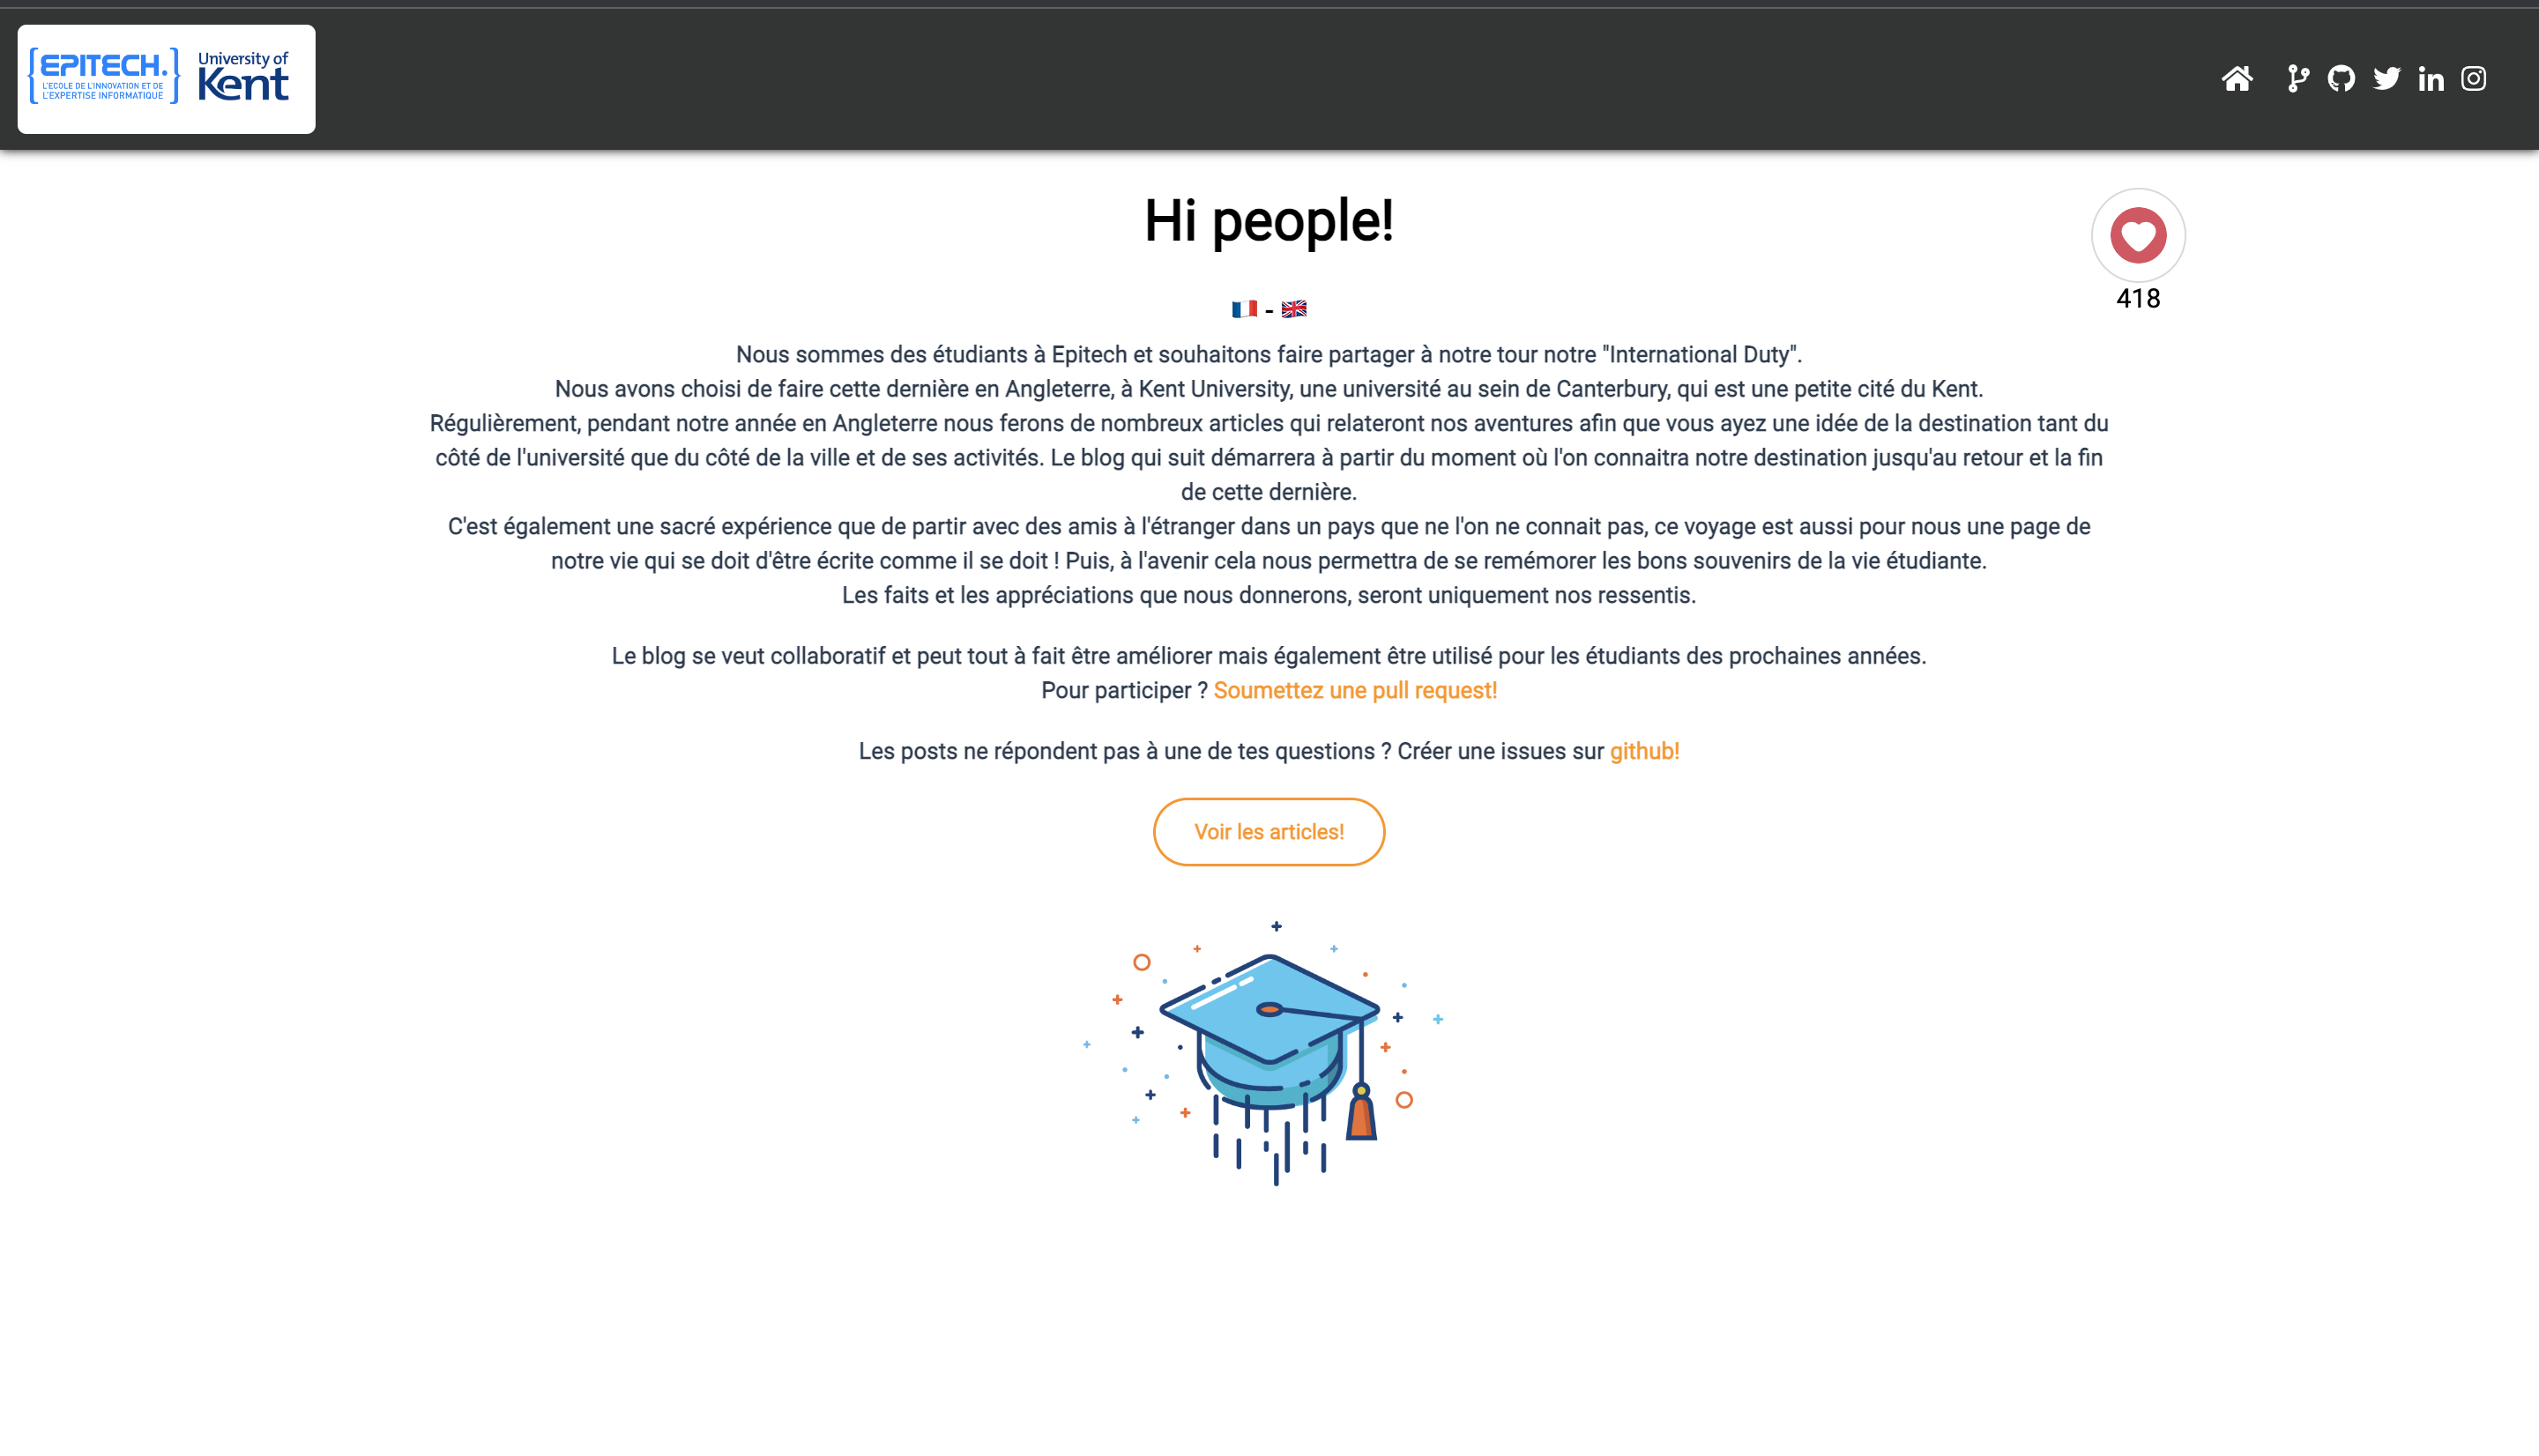 EPITECH.
L'ECOLE DE L'INNOVATION ET DE
L'EXPERTISE INFORMATIQUE
University of
Kent
Hi people!
418
🇫🇷 - 🇬🇧
Nous sommes des étudiants à Epitech et souhaitons faire partager à notre tour notre "International Duty".
Nous avons choisi de faire cette dernière en Angleterre, à Kent University, une université au sein de Canterbury, qui est une petite cité du Kent.
Régulièrement, pendant notre année en Angleterre nous ferons de nombreux articles qui relateront nos aventures afin que vous ayez une idée de la destination tant du
côté de l'université que du côté de la ville et de ses activités. Le blog qui suit démarrera à partir du moment où l'on connaitra notre destination jusqu'au retour et la fin
de cette dernière.
C'est également une sacré expérience que de partir avec des amis à l'étranger dans un pays que ne l'on ne connait pas, ce voyage est aussi pour nous une page de
notre vie qui se doit d'être écrite comme il se doit ! Puis, à l'avenir cela nous permettra de se remémorer les bons souvenirs de la vie étudiante.
Les faits et les appréciations que nous donnerons, seront uniquement nos ressentis.
Le blog se veut collaboratif et peut tout à fait être améliorer mais également être utilisé pour les étudiants des prochaines années.
Pour participer ? Soumettez une pull request!
Les posts ne répondent pas à une de tes questions ? Créer une issues sur github!
Voir les articles!